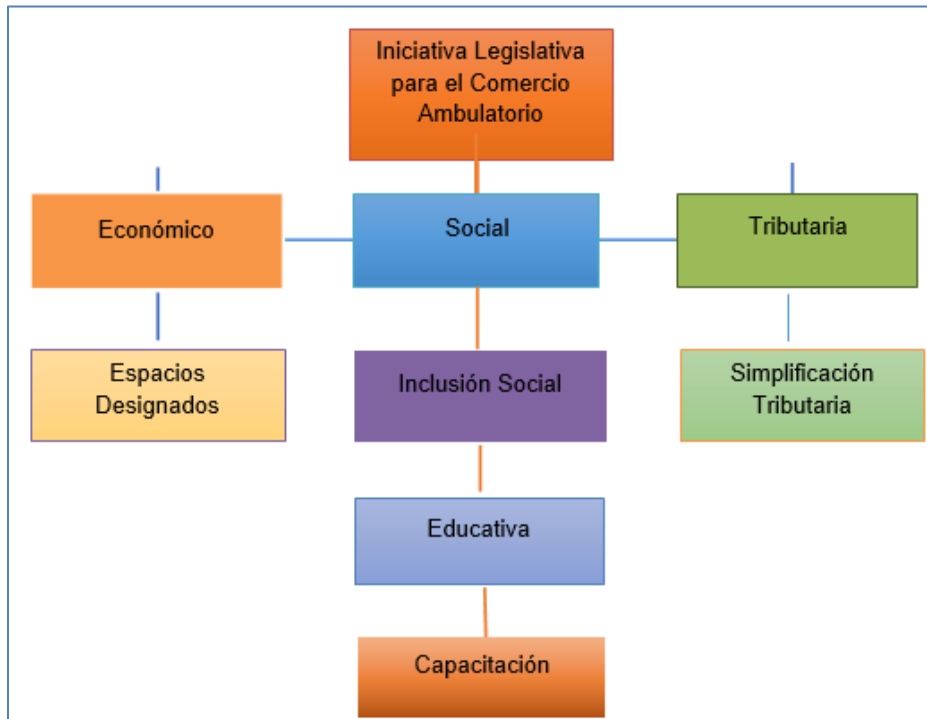 Iniciativa Legislativa
para el Comercio
Ambulatorio
Económico
Social
Tributaria
Espacios
Designados
Inclusión Social
Simplificación
Tributaria
Educativa
Capacitación